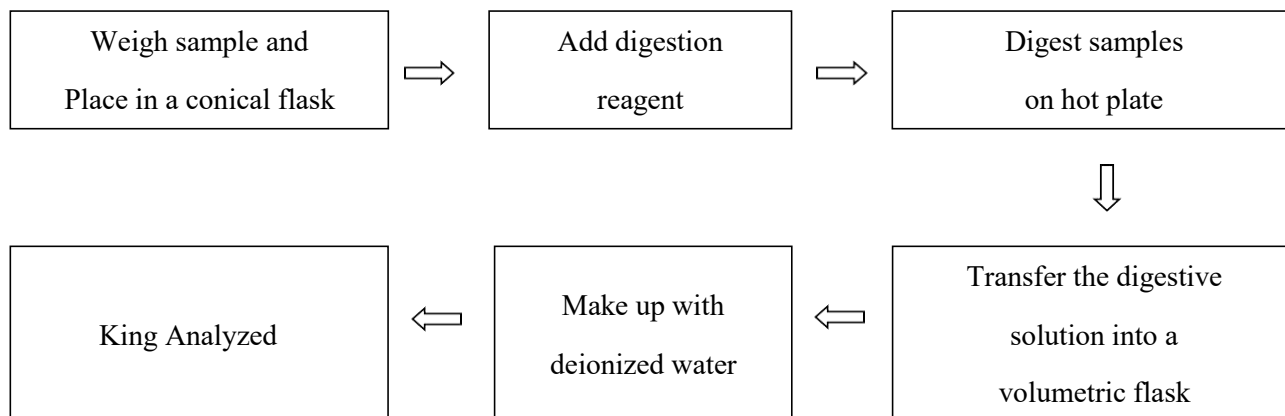 Weigh sample and
Place in a conical flask
Add digestion
reagent
Digest samples
on hot plate
Transfer the digestive
solution into a
volumetric flask
Make up with
deionized water
King Analyzed